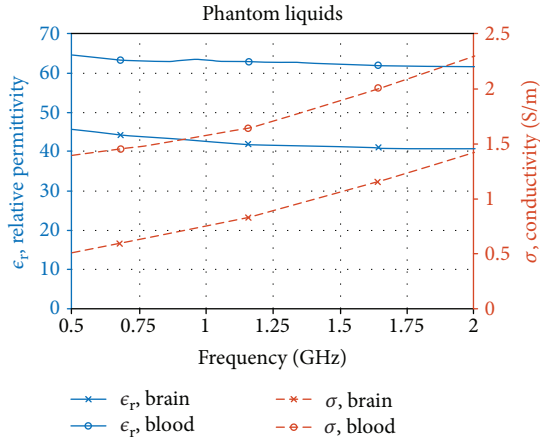 Phantom liquids
70
60
50
40
30
20
10
0
ϵr, relative permittivity
2.5
2
1.5
1
0.5
0
σ, conductivity (S/m)
0.5
0.75
1
1.25
1.5
1.75
2
Frequency (GHz)
ϵr, brain
σ, brain
ϵr, blood
σ, blood